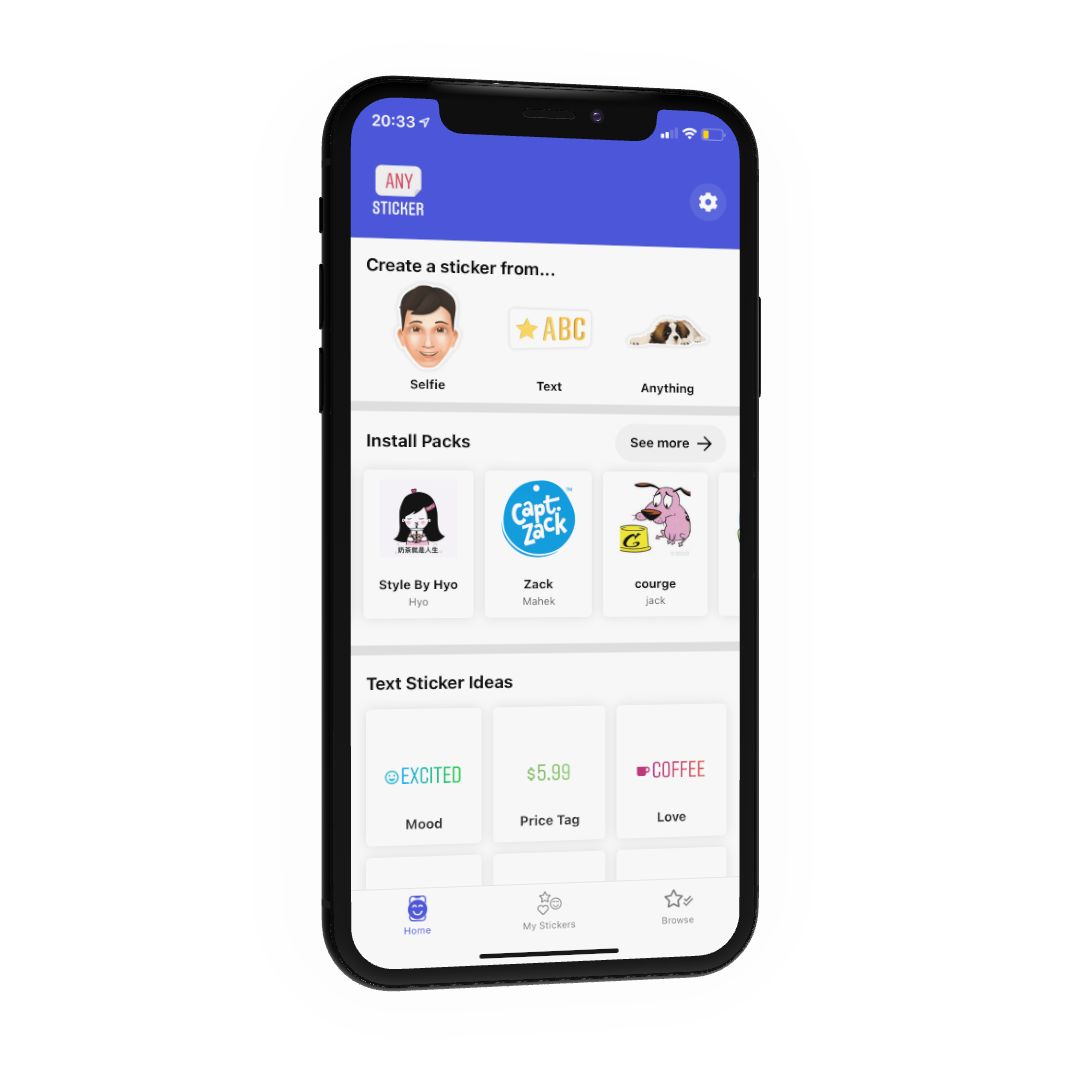 20:33
ANY
STICKER
Create a sticker from...
ABC
Selfie
Text
Anything
Install Packs
See more
奶茶就是人生
Capt.
Zack
TM
C
Style By Hyo
Zack
courge
Hyo
Mahek
jack
Text Sticker Ideas
EXCITED
$5.99
COFFEE
Mood
Price Tag
Love
Home
My Stickers
Browse